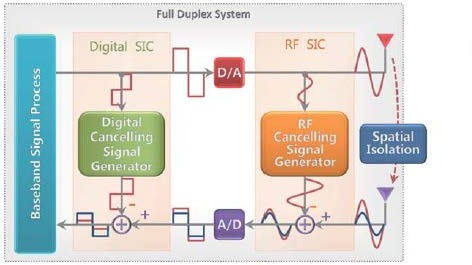 Full Duplex System
Digital SIC
RF SIC
D/A
Baseband Signal Process
Digital
Cancelling
Signal
Generator
RF
Cancelling
Signal
Generator
Spatial
Isolation
-
+
A/D
-
+